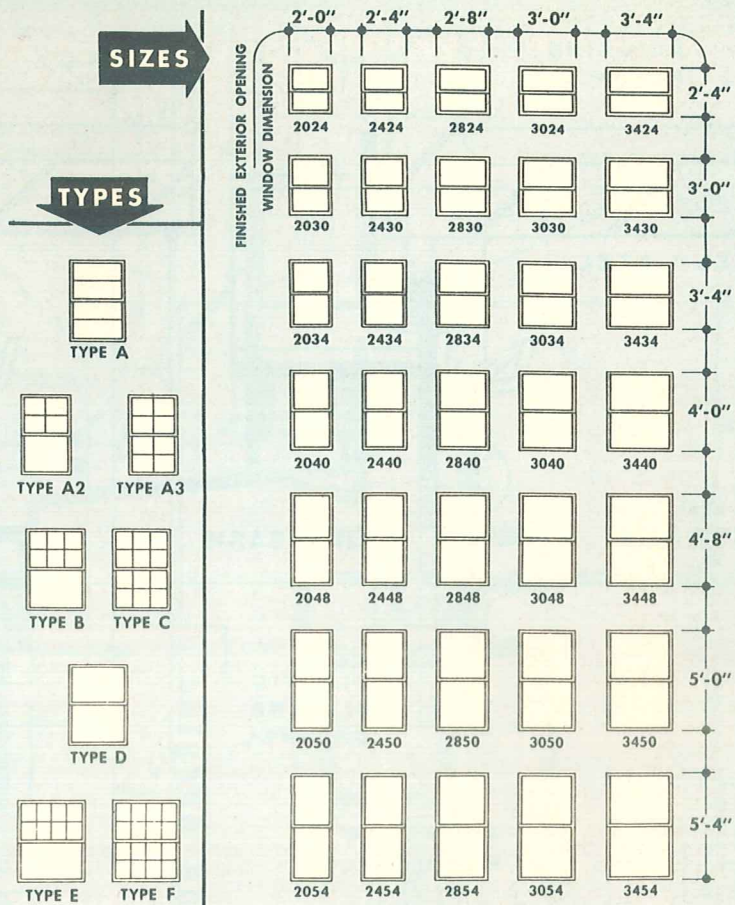 SIZES
2'-0" 2'-4" 2'-8" 3'-0" 3'-4"
FINISHED EXTERIOR OPENING
WINDOW DIMENSION
2'-4"
2024 2424 2824 3024 3424
3'-0"
2030 2430 2830 3030 3430
3'-4"
2034 2434 2834 3034 3434
4'-0"
2040 2440 2840 3040 3440
4'-8"
2048 2448 2848 3048 3448
5'-0"
2050 2450 2850 3050 3450
5'-4"
2054 2454 2854 3054 3454
TYPES
TYPE A
TYPE A2 TYPE A3
TYPE B TYPE C
TYPE D
TYPE E TYPE F